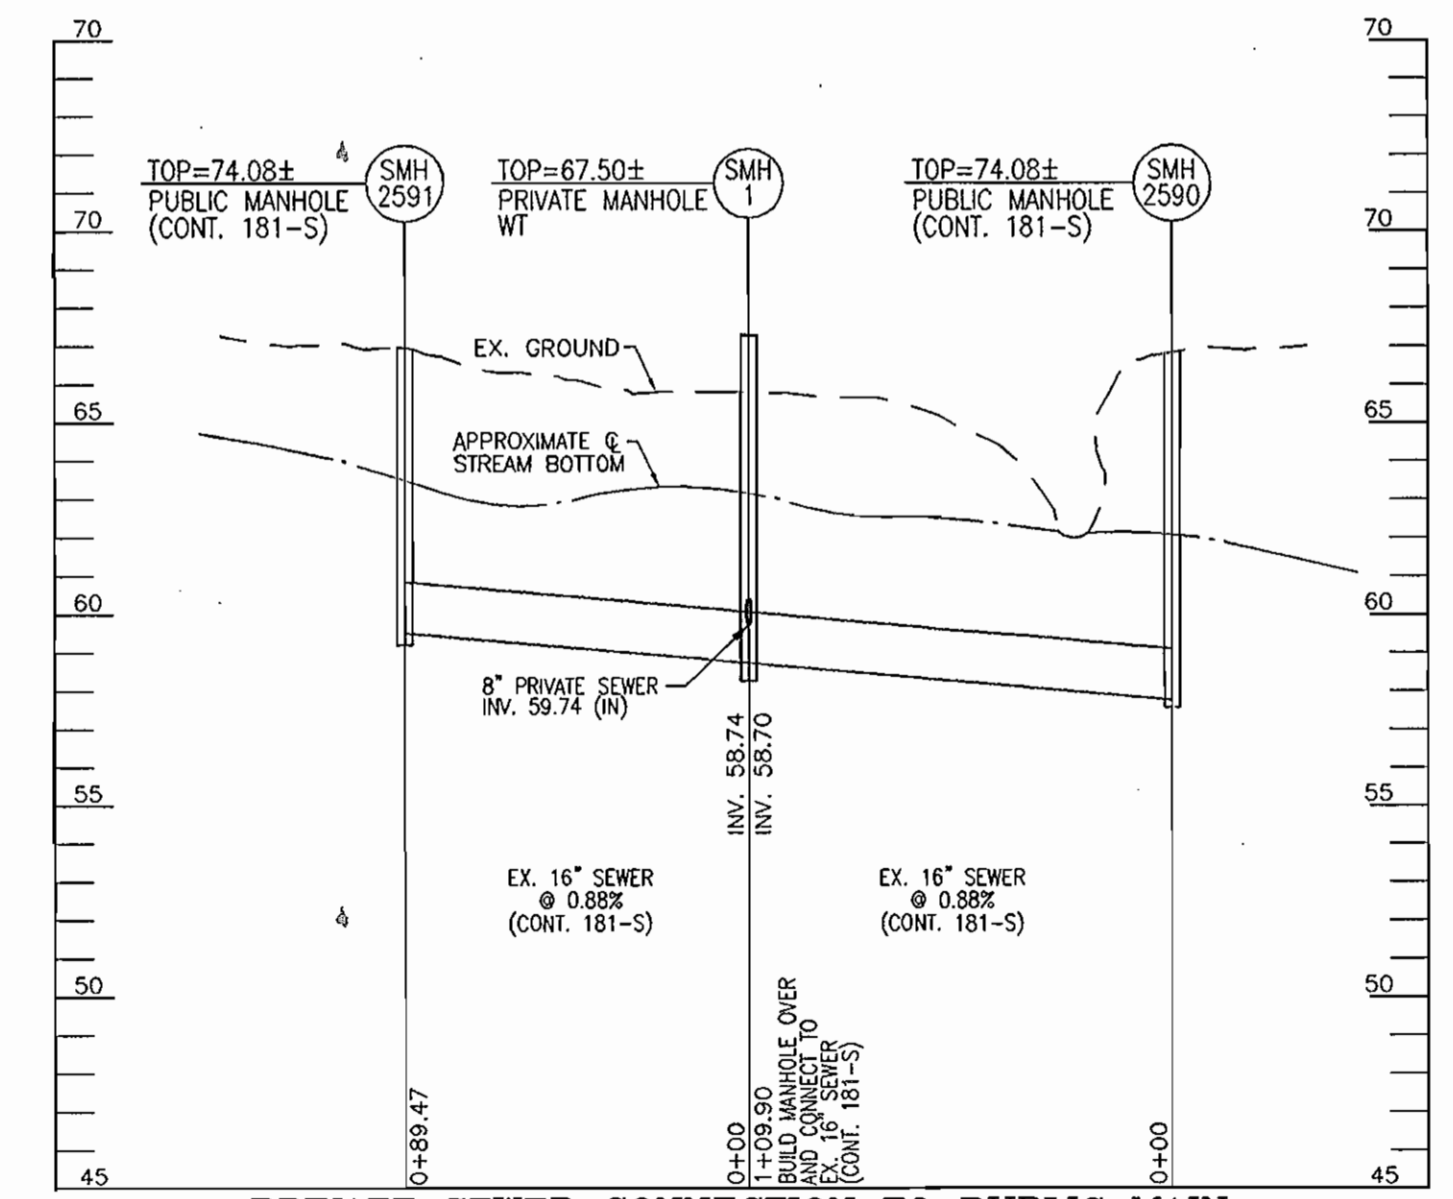 70
70
TOP=74.08±
PUBLIC MANHOLE
(CONT. 181-S)
SMH
2591
TOP=67.50±
PRIVATE MANHOLE
WT
SMH
1
TOP=74.08±
PUBLIC MANHOLE
(CONT. 181-S)
SMH
2590
70
70
EX. GROUND
65
65
APPROXIMATE ℄
STREAM BOTTOM
60
60
8" PRIVATE SEWER
INV. 59.74 (IN)
INV. 58.74
INV. 58.70
55
55
EX. 16" SEWER
@ 0.88%
(CONT. 181-S)
EX. 16" SEWER
@ 0.88%
(CONT. 181-S)
50
50
0+89.47
0+00
1+09.90
BUILD MANHOLE OVER
AND CONNECT TO
EX. 16" SEWER
(CONT. 181-S)
0+00
45
45